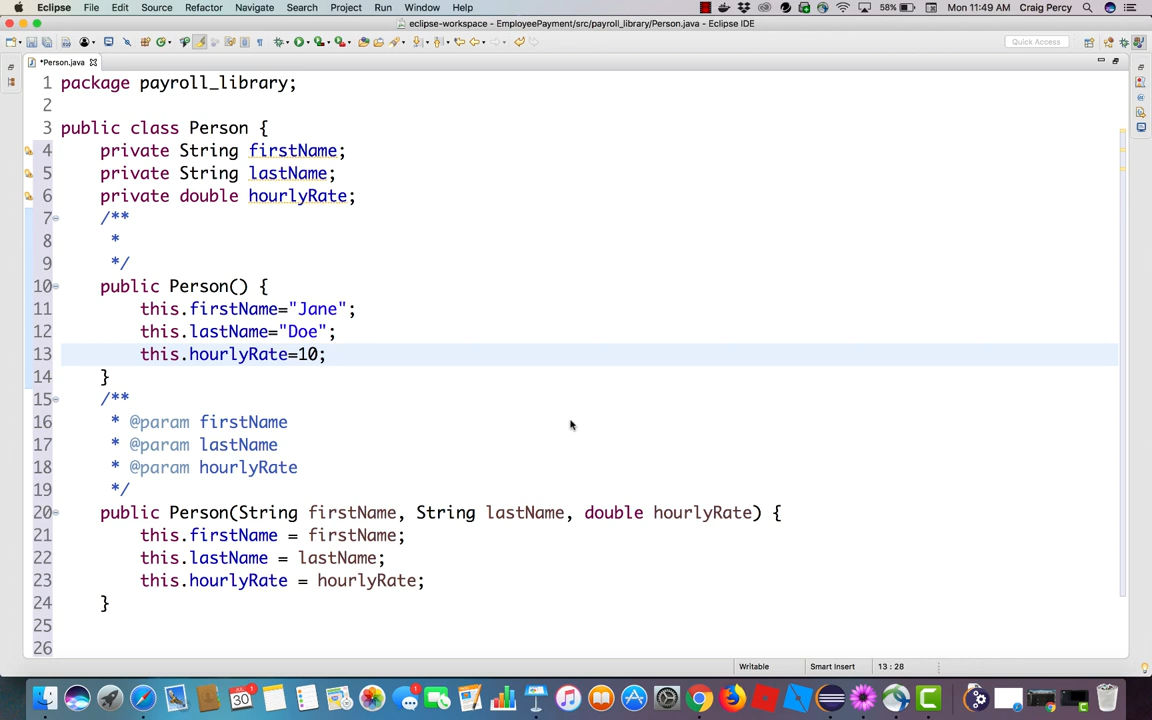 Eclipse File Edit Source Refactor Navigate Search Project Run Window Help 58% Mon 11:49 AM Craig Percy
eclipse-workspace - EmployeePayment/src/payroll_library/Person.java - Eclipse IDE
Quick Access
*Person.java
1 package payroll_library;
2
3 public class Person {
4 private String firstName;
5 private String lastName;
6 private double hourlyRate;
7 /**
8 *
9 */
10 public Person() {
11 this.firstName="Jane";
12 this.lastName="Doe";
13 this.hourlyRate=10;
14 }
15 /**
16 * @param firstName
17 * @param lastName
18 * @param hourlyRate
19 */
20 public Person(String firstName, String lastName, double hourlyRate) {
21 this.firstName = firstName;
22 this.lastName = lastName;
23 this.hourlyRate = hourlyRate;
24 }
25
26
Writable Smart Insert 13 : 28
30